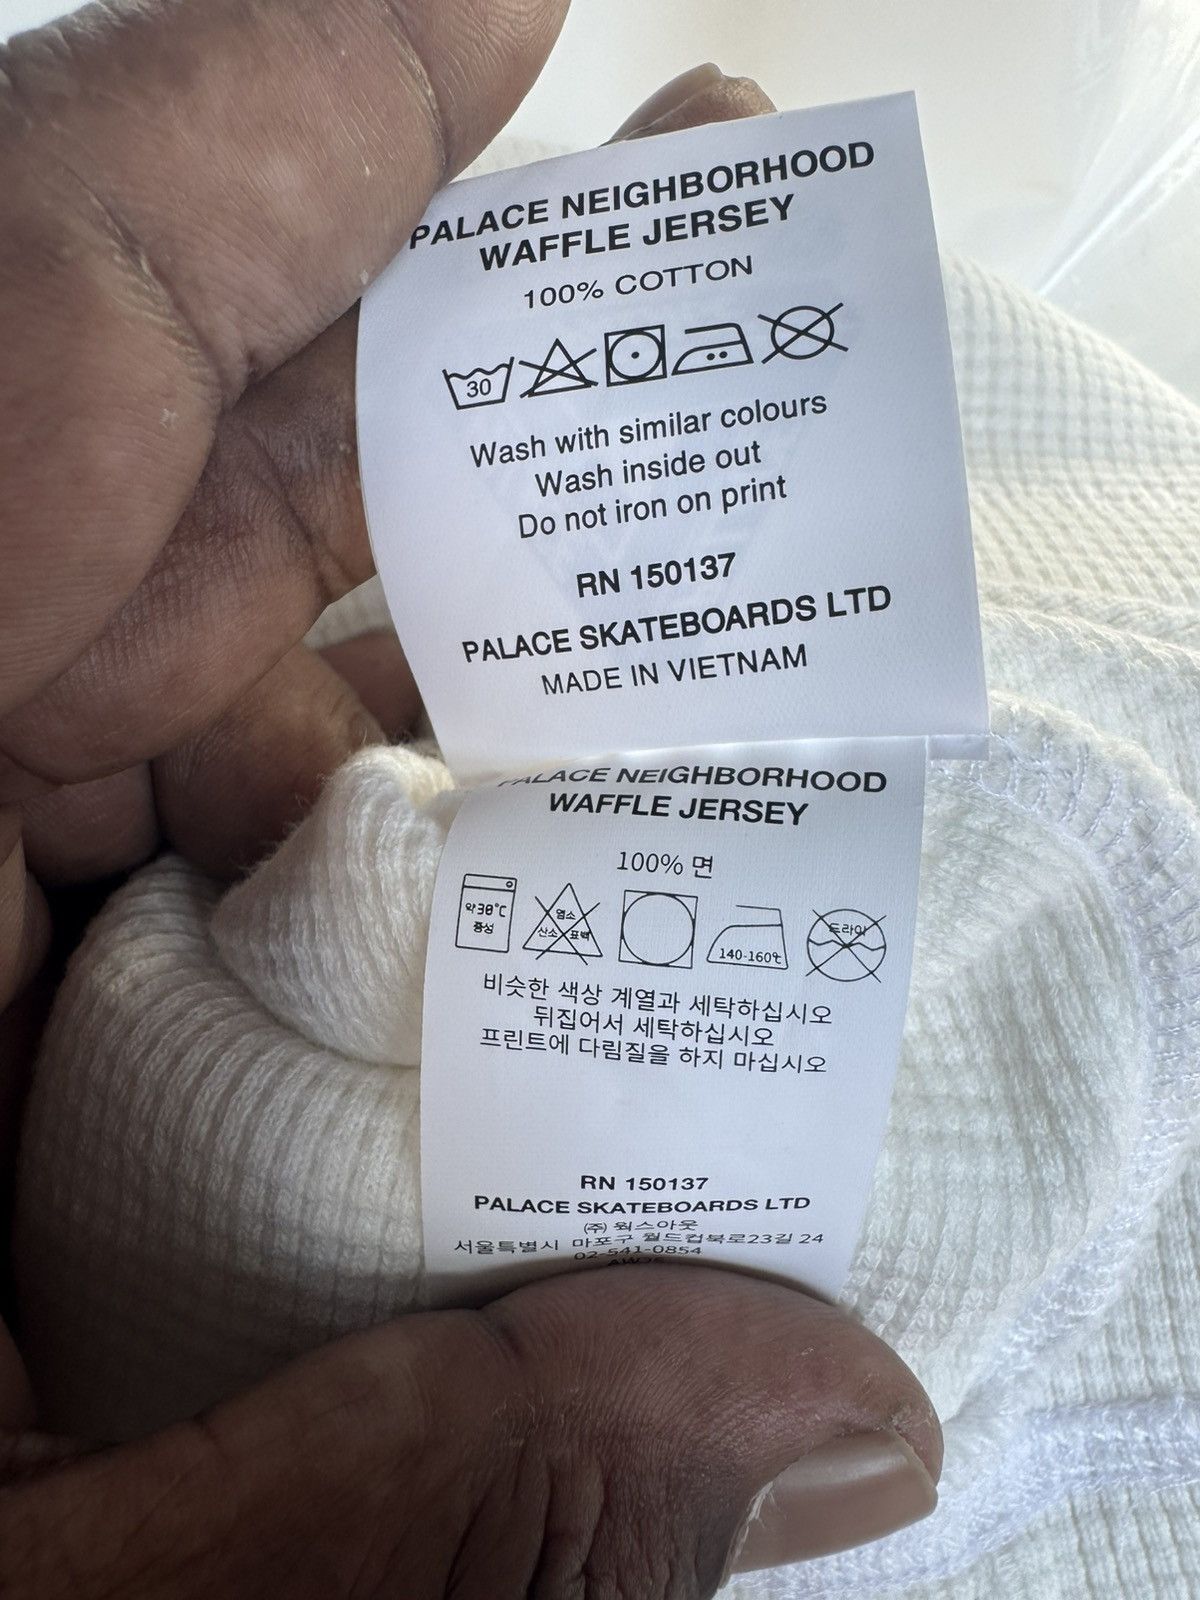 PALACE NEIGHBORHOOD
WAFFLE JERSEY
100% COTTON
30
Wash with similar colours
Wash inside out
Do not iron on print
RN 150137
PALACE SKATEBOARDS LTD
MADE IN VIETNAM
PALACE NEIGHBORHOOD
WAFFLE JERSEY
100% 면
약30℃
중성
염소
산소 표백
140-160℃
드라이
비슷한 색상 계열과 세탁하십시오
뒤집어서 세탁하십시오
프린트에 다림질을 하지 마십시오
RN 150137
PALACE SKATEBOARDS LTD
(주) 웍스아웃
서울특별시 마포구 월드컵북로23길 24
02-541-0854